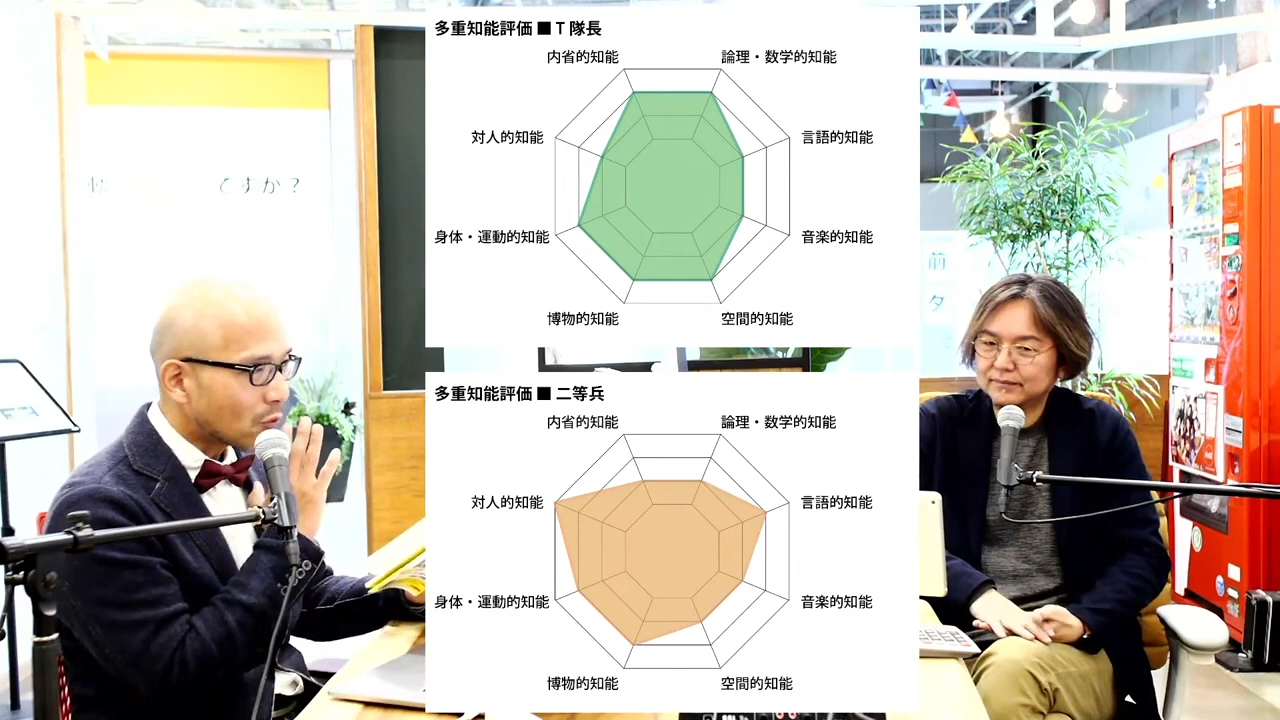 多重知能評価 ■ T 隊長
内省的知能
論理・数学的知能
対人的知能
言語的知能
身体・運動的知能
音楽的知能
博物的知能
空間的知能
ですか？
前
タ
多重知能評価 ■ 二等兵
内省的知能
論理・数学的知能
対人的知能
言語的知能
身体・運動的知能
音楽的知能
博物的知能
空間的知能